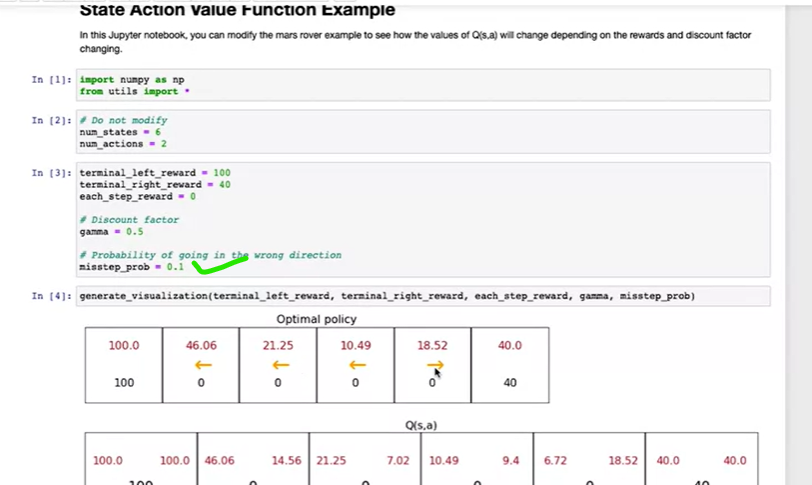 State Action Value Function Example
In this Jupyter notebook, you can modify the mars rover example to see how the values of Q(s,a) will change depending on the rewards and discount factor
changing.
In [1]: import numpy as np
from utils import *
In [2]: # Do not modify
num_states = 6
num_actions = 2
In [3]: terminal_left_reward = 100
terminal_right_reward = 40
each_step_reward = 0
# Discount factor
gamma = 0.5
# Probability of going in the wrong direction
misstep_prob = 0.1
In [4]: generate_visualization(terminal_left_reward, terminal_right_reward, each_step_reward, gamma, misstep_prob)
Optimal policy
100.0 46.06 21.25 10.49 18.52 40.0
← ← ← →
100 0 0 0 0 40
Q(s,a)
100.0 100.0 46.06 14.56 21.25 7.02 10.49 9.4 6.72 18.52 40.0 40.0
100 0 0 0 0 40